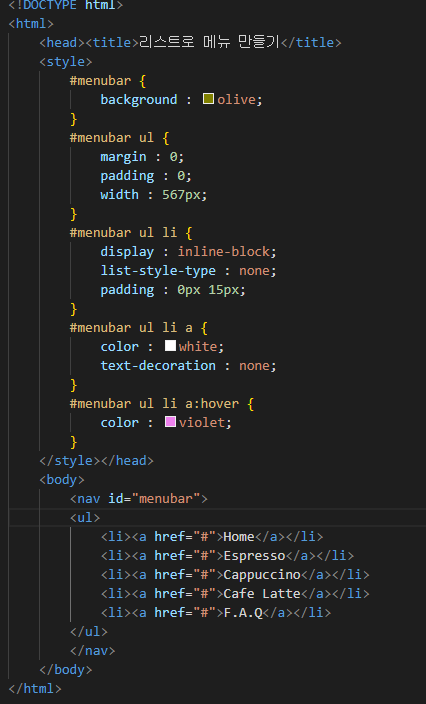 <!DOCTYPE html>
<html>
<head><title>리스트로 메뉴 만들기</title>
<style>
#menubar {
background : olive;
}
#menubar ul {
margin : 0;
padding : 0;
width : 567px;
}
#menubar ul li {
display : inline-block;
list-style-type : none;
padding : 0px 15px;
}
#menubar ul li a {
color : white;
text-decoration : none;
}
#menubar ul li a:hover {
color : violet;
}
</style></head>
<body>
<nav id="menubar">
<ul>
<li><a href="#">Home</a></li>
<li><a href="#">Espresso</a></li>
<li><a href="#">Cappuccino</a></li>
<li><a href="#">Cafe Latte</a></li>
<li><a href="#">F.A.Q</a></li>
</ul>
</nav>
</body>
</html>